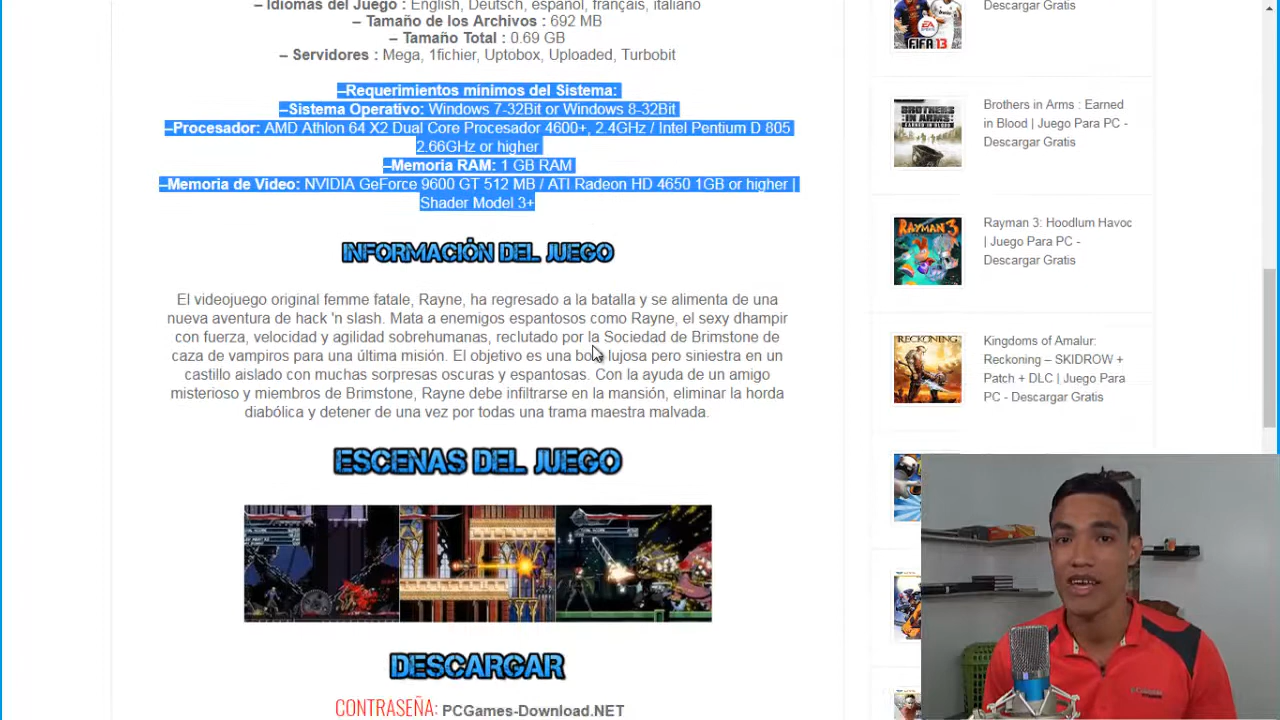 – Idiomas del Juego : English, Deutsch, español, français, italiano
– Tamaño de los Archivos : 692 MB
– Tamaño Total : 0.69 GB
– Servidores : Mega, 1fichier, Uptobox, Uploaded, Turbobit
–Requerimientos mínimos del Sistema:
–Sistema Operativo: Windows 7-32Bit or Windows 8-32Bit
–Procesador: AMD Athlon 64 X2 Dual Core Procesador 4600+, 2.4GHz / Intel Pentium D 805
2.66GHz or higher
–Memoria RAM: 1 GB RAM
–Memoria de Video: NVIDIA GeForce 9600 GT 512 MB / ATI Radeon HD 4650 1GB or higher |
Shader Model 3+
INFORMACIÓN DEL JUEGO
El videojuego original femme fatale, Rayne, ha regresado a la batalla y se alimenta de una
nueva aventura de hack 'n slash. Mata a enemigos espantosos como Rayne, el sexy dhampir
con fuerza, velocidad y agilidad sobrehumanas, reclutado por la Sociedad de Brimstone de
caza de vampiros para una última misión. El objetivo es una bola lujosa pero siniestra en un
castillo aislado con muchas sorpresas oscuras y espantosas. Con la ayuda de un amigo
misterioso y miembros de Brimstone, Rayne debe infiltrarse en la mansión, eliminar la horda
diabólica y detener de una vez por todas una trama maestra malvada.
ESCENAS DEL JUEGO
DESCARGAR
CONTRASEÑA: PCGames-Download.NET
Descargar Gratis
EA
SPORTS
FIFA 13
Brothers in Arms : Earned
in Blood | Juego Para PC -
Descargar Gratis
BROTHERS
IN ARMS
Rayman 3: Hoodlum Havoc
| Juego Para PC -
Descargar Gratis
RAYMAN 3
Kingdoms of Amalur:
Reckoning – SKIDROW +
Patch + DLC | Juego Para
PC - Descargar Gratis
RECKONING